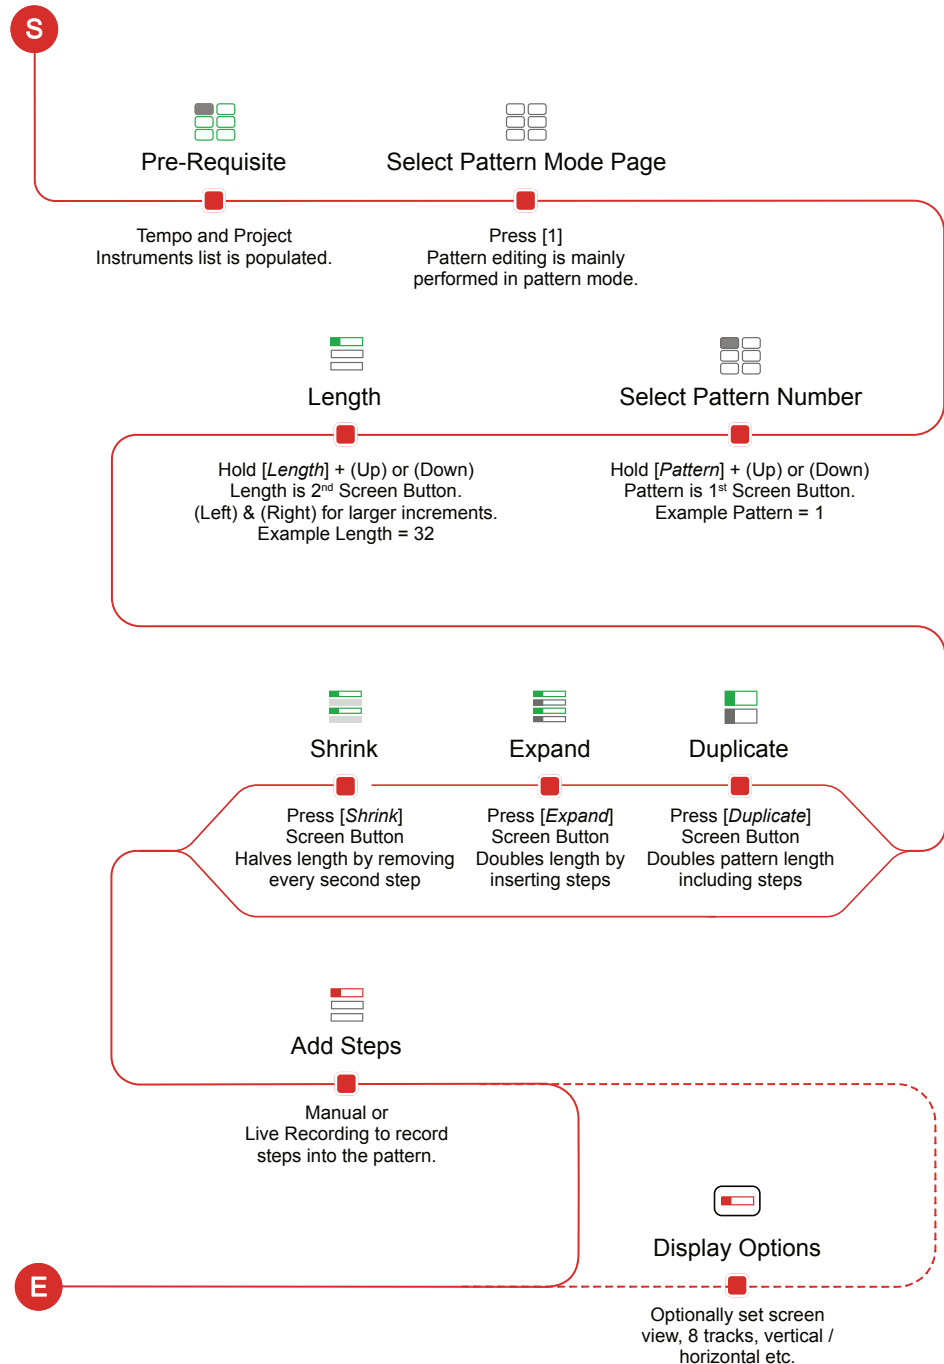 S
Pre-Requisite
Tempo and Project
Instruments list is populated.
Select Pattern Mode Page
Press [1]
Pattern editing is mainly
performed in pattern mode.
Select Pattern Number
Hold [Pattern] + (Up) or (Down)
Pattern is 1st Screen Button.
Example Pattern = 1
Length
Hold [Length] + (Up) or (Down)
Length is 2nd Screen Button.
(Left) & (Right) for larger increments.
Example Length = 32
Shrink
Press [Shrink]
Screen Button
Halves length by removing
every second step
Expand
Press [Expand]
Screen Button
Doubles length by
inserting steps
Duplicate
Press [Duplicate]
Screen Button
Doubles pattern length
including steps
Add Steps
Manual or
Live Recording to record
steps into the pattern.
Display Options
Optionally set screen
view, 8 tracks, vertical /
horizontal etc.
E